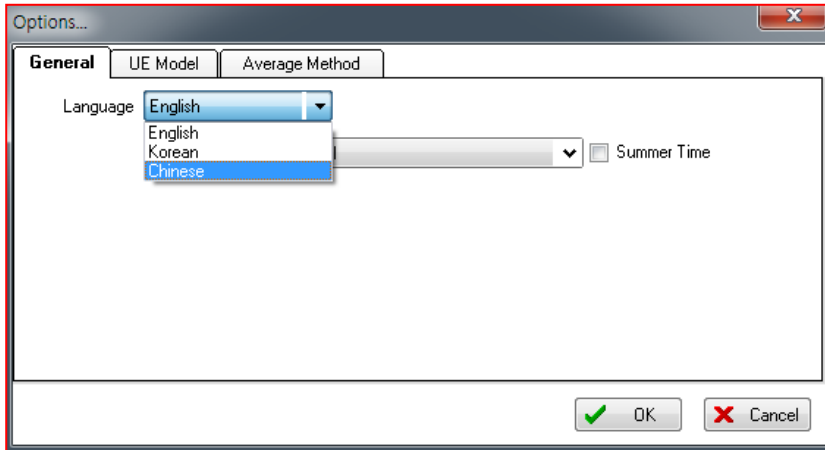 Options...
General UE Model Average Method
Language English
English
Korean
Chinese
Summer Time
OK Cancel